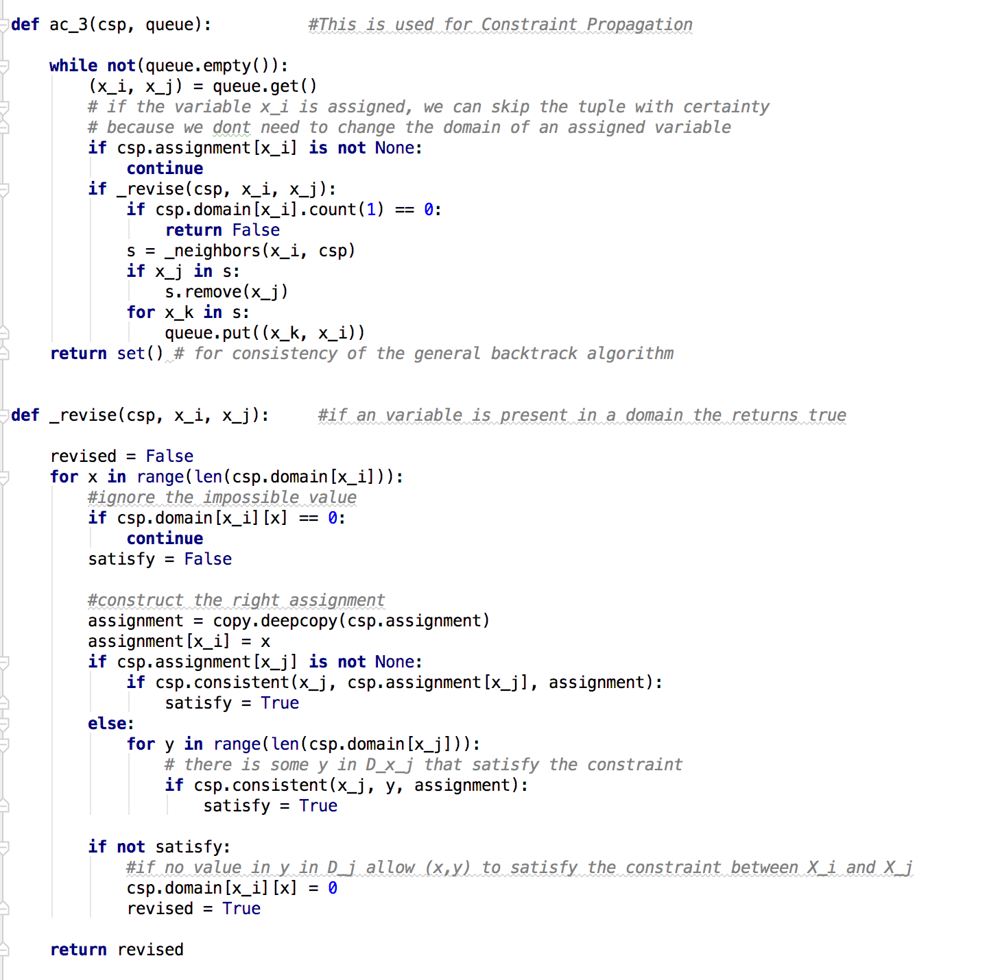 def ac_3(csp, queue):          #This is used for Constraint Propagation
    while not(queue.empty()):
        (x_i, x_j) = queue.get()
        # if the variable x_i is assigned, we can skip the tuple with certainty
        # because we dont need to change the domain of an assigned variable
        if csp.assignment[x_i] is not None:
            continue
        if _revise(csp, x_i, x_j):
            if csp.domain[x_i].count(1) == 0:
                return False
            s = _neighbors(x_i, csp)
            if x_j in s:
                s.remove(x_j)
            for x_k in s:
                queue.put((x_k, x_i))
    return set() # for consistency of the general backtrack algorithm
def _revise(csp, x_i, x_j):     #if an variable is present in a domain the returns true
    revised = False
    for x in range(len(csp.domain[x_i])):
        #ignore the impossible value
        if csp.domain[x_i][x] == 0:
            continue
        satisfy = False
        #construct the right assignment
        assignment = copy.deepcopy(csp.assignment)
        assignment[x_i] = x
        if csp.assignment[x_j] is not None:
            if csp.consistent(x_j, csp.assignment[x_j], assignment):
                satisfy = True
        else:
            for y in range(len(csp.domain[x_j])):
                # there is some y in D_x_j that satisfy the constraint
                if csp.consistent(x_j, y, assignment):
                    satisfy = True
        if not satisfy:
            #if no value in y in D_j allow (x,y) to satisfy the constraint between X_i and X_j
            csp.domain[x_i][x] = 0
            revised = True
    return revised